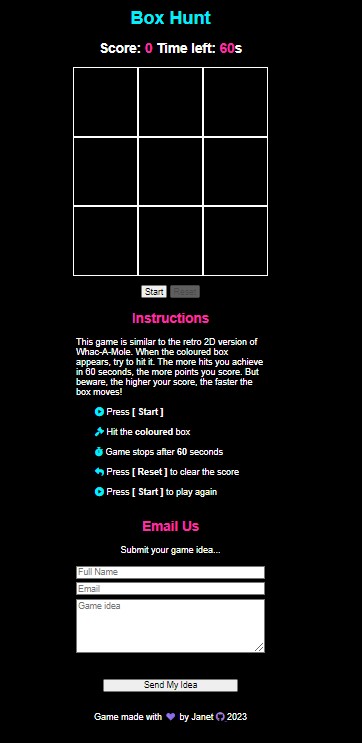 Box Hunt
Score: 0 Time left: 60s
Start Reset
Instructions
This game is similar to the retro 2D version of
Whac-A-Mole. When the coloured box
appears, try to hit it. The more hits you achieve
in 60 seconds, the more points you score. But
beware, the higher your score, the faster the
box moves!
Press [ Start ]
Hit the coloured box
Game stops after 60 seconds
Press [ Reset ] to clear the score
Press [ Start ] to play again
Email Us
Submit your game idea...
Full Name
Email
Game idea
Send My Idea
Game made with by Janet 2023